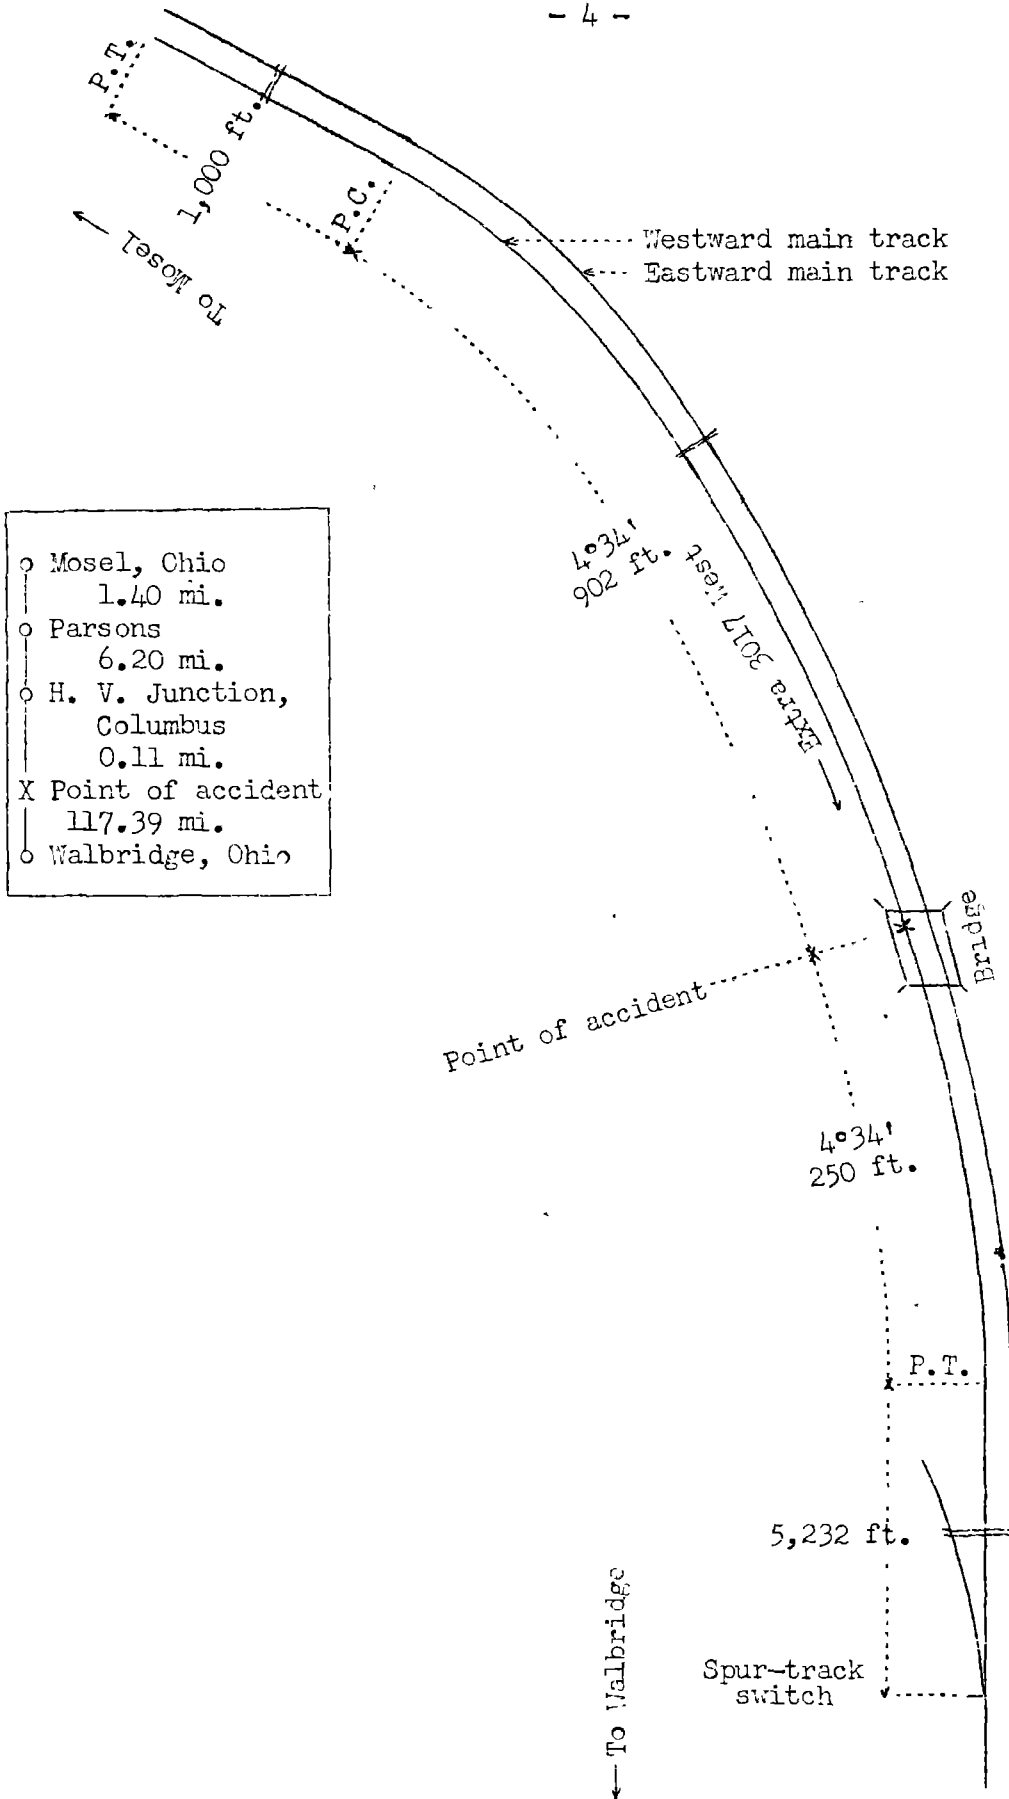 - 4 -
P.T.
1,000 ft.
P.C.
To Mosel
Westward main track
Eastward main track
4°34'
902 ft.
Extra 3017 West
Mosel, Ohio
1.40 mi.
Parsons
6.20 mi.
H. V. Junction,
Columbus
0.11 mi.
X Point of accident
117.39 mi.
Walbridge, Ohio
Bridge
Point of accident
4°34'
250 ft.
P.T.
5,232 ft.
Spur-track
switch
To Walbridge